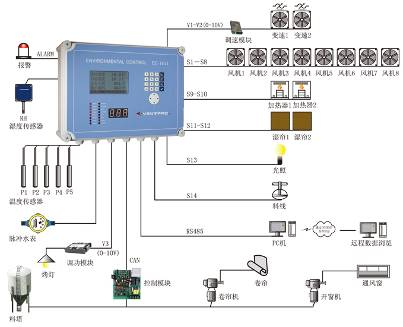 V1-V2(0-10V)
调速模块
变速1 变速2
ALARM
报警
ENVIRONMENTAL CONTROL
S1-S8
风机1 风机2 风机3 风机4 风机5 风机6 风机7 风机8
RH
湿度传感器
S9-S10
加热器1 加热器2
S11-S12
湿帘1 湿帘2
P1 P2 P3 P4 P5
温度传感器
S13
光照
S14
料线
脉冲水表
RS485
PC机
远程数据浏览
V3
(0-10V)
烤灯
调功模块
CAN
控制模块
卷帘
卷帘机
通风窗
开窗机
料塔